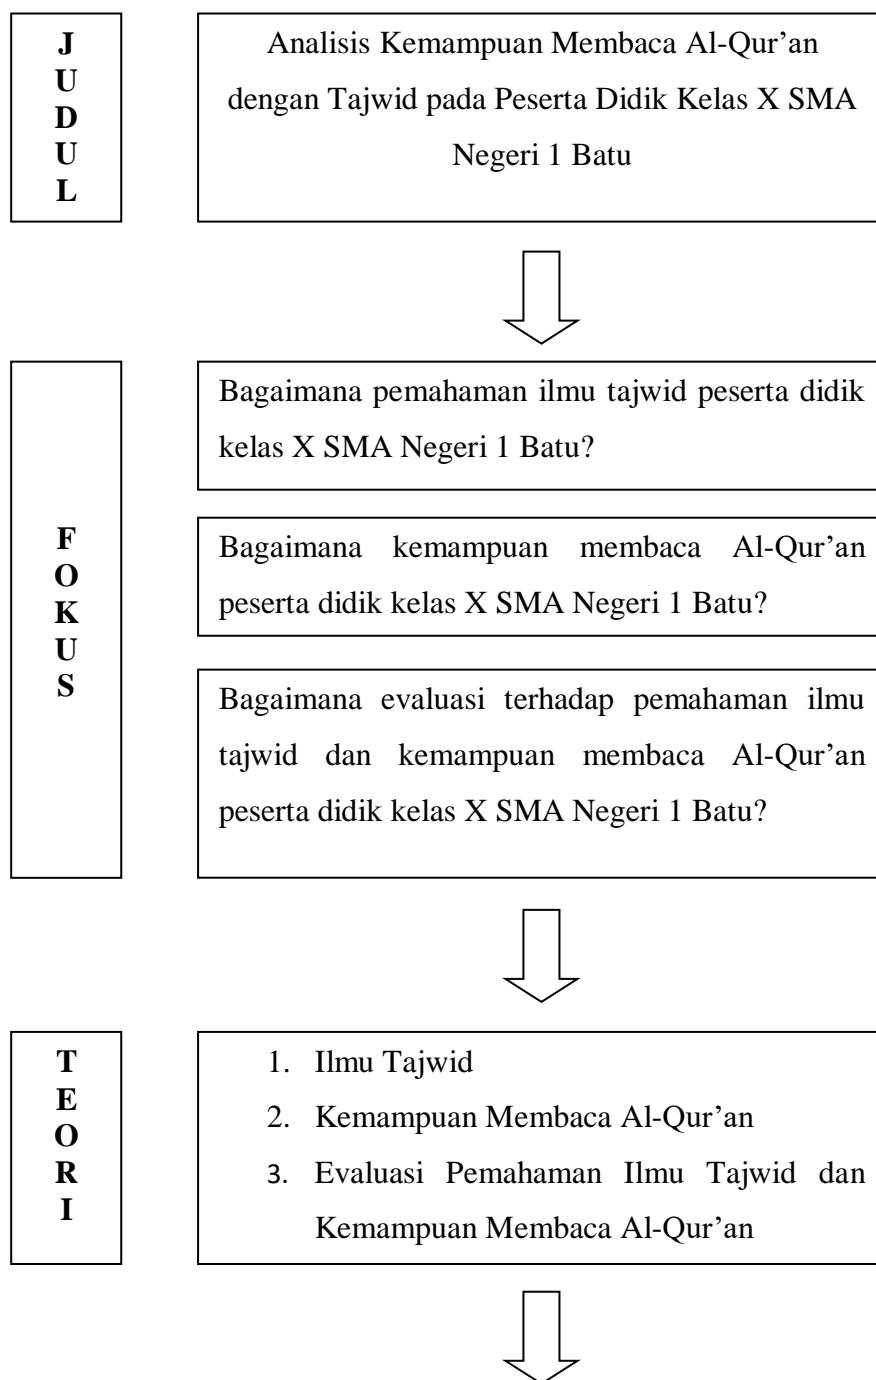 JUDUL
Analisis Kemampuan Membaca Al-Qur’an
dengan Tajwid pada Peserta Didik Kelas X SMA
Negeri 1 Batu
FOKUS
Bagaimana pemahaman ilmu tajwid peserta didik
kelas X SMA Negeri 1 Batu?
Bagaimana kemampuan membaca Al-Qur’an
peserta didik kelas X SMA Negeri 1 Batu?
Bagaimana evaluasi terhadap pemahaman ilmu
tajwid dan kemampuan membaca Al-Qur’an
peserta didik kelas X SMA Negeri 1 Batu?
TEORI
1. Ilmu Tajwid
2. Kemampuan Membaca Al-Qur’an
3. Evaluasi Pemahaman Ilmu Tajwid dan
Kemampuan Membaca Al-Qur’an